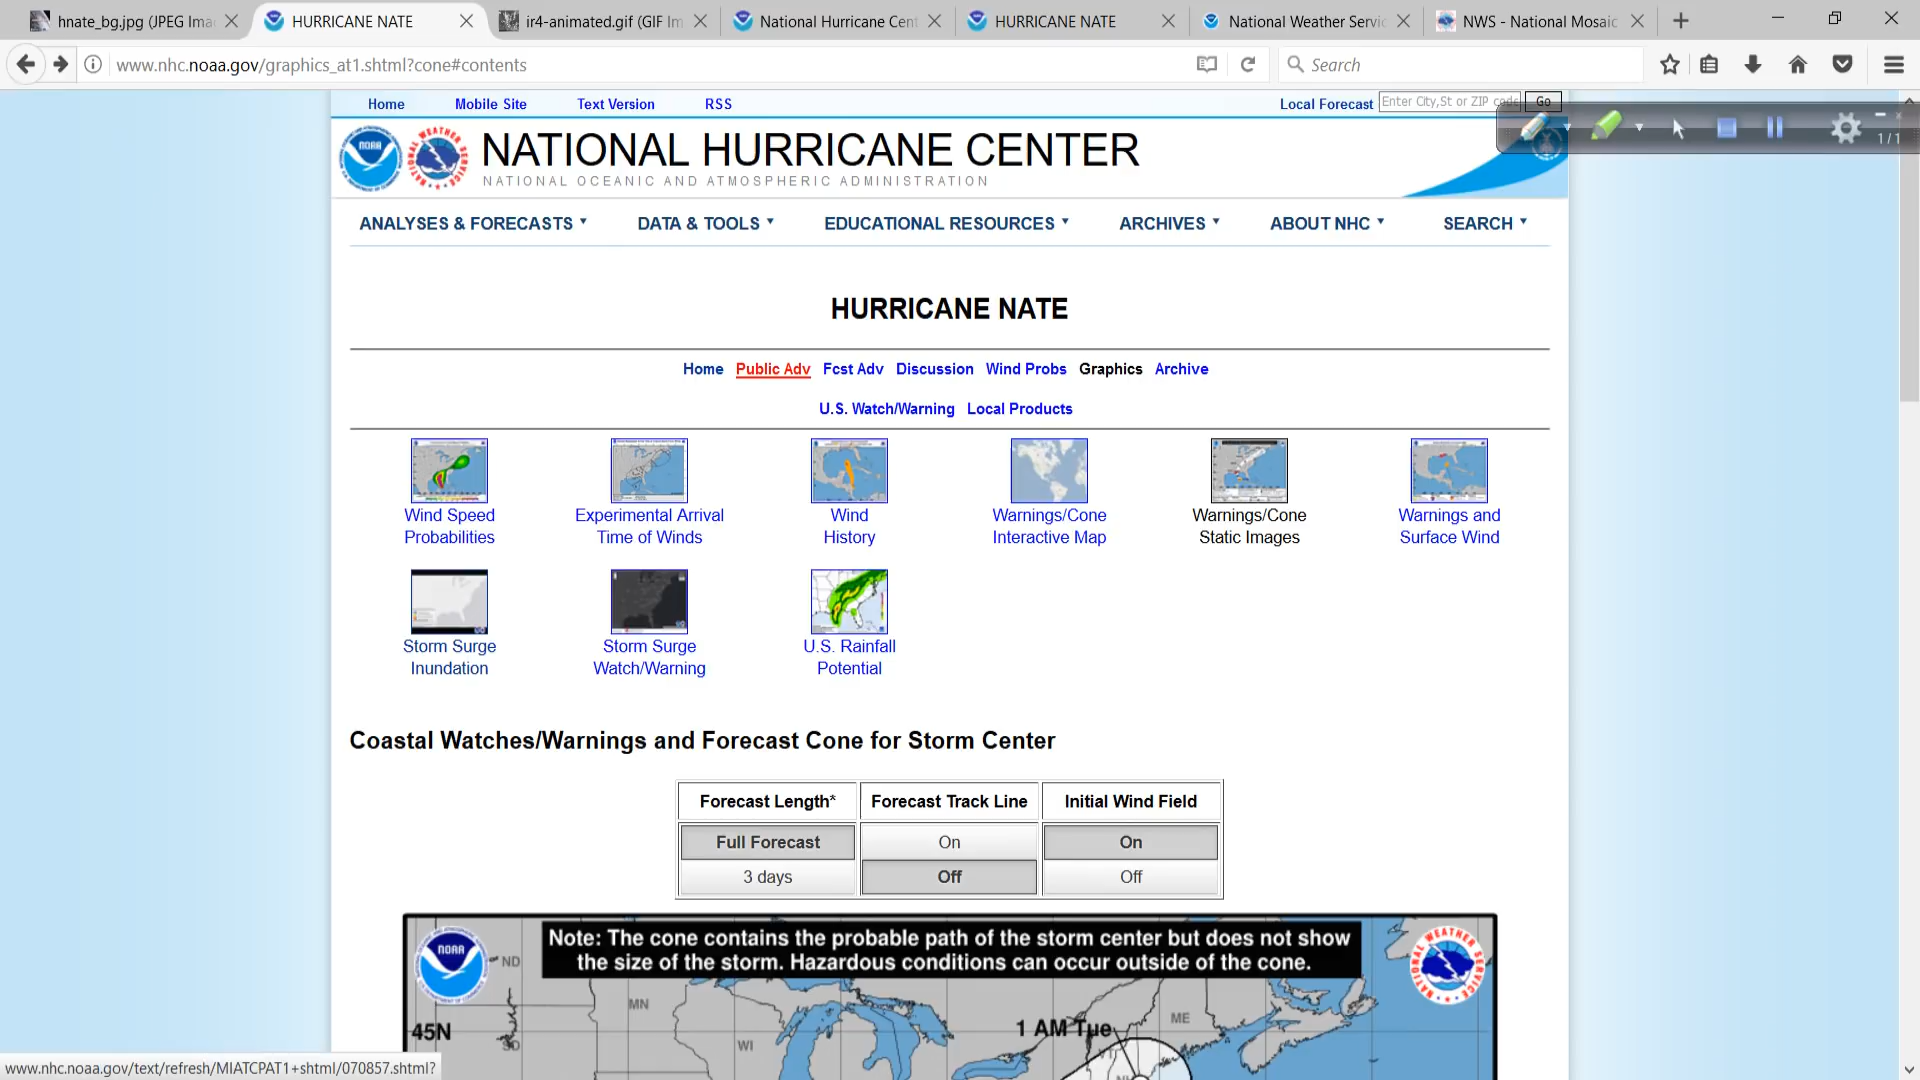 hnate_bg.jpg (JPEG Ima
HURRICANE NATE
ir4-animated.gif (GIF Im
National Hurricane Cent
HURRICANE NATE
National Weather Servic
NWS - National Mosaic
www.nhc.noaa.gov/graphics_at1.shtml?cone#contents
Search
Home Mobile Site Text Version RSS
Local Forecast Enter City,St or ZIP code Go
1/1
NOAA
WEATHER SERVICE
NATIONAL HURRICANE CENTER
NATIONAL OCEANIC AND ATMOSPHERIC ADMINISTRATION
ANALYSES & FORECASTS DATA & TOOLS EDUCATIONAL RESOURCES ARCHIVES ABOUT NHC SEARCH
HURRICANE NATE
Home Public Adv Fcst Adv Discussion Wind Probs Graphics Archive
U.S. Watch/Warning Local Products
Wind Speed
Probabilities
Experimental Arrival
Time of Winds
Wind
History
Warnings/Cone
Interactive Map
Warnings/Cone
Static Images
Warnings and
Surface Wind
Storm Surge
Inundation
Storm Surge
Watch/Warning
U.S. Rainfall
Potential
Coastal Watches/Warnings and Forecast Cone for Storm Center
Forecast Length* Forecast Track Line Initial Wind Field
Full Forecast On On
3 days Off Off
Note: The cone contains the probable path of the storm center but does not show
the size of the storm. Hazardous conditions can occur outside of the cone.
NOAA
WEATHER SERVICE
ND
MN
45N
1 AM Tue
ME
SD
WI
VT
www.nhc.noaa.gov/text/refresh/MIATCPAT1+shtml/070857.shtml?